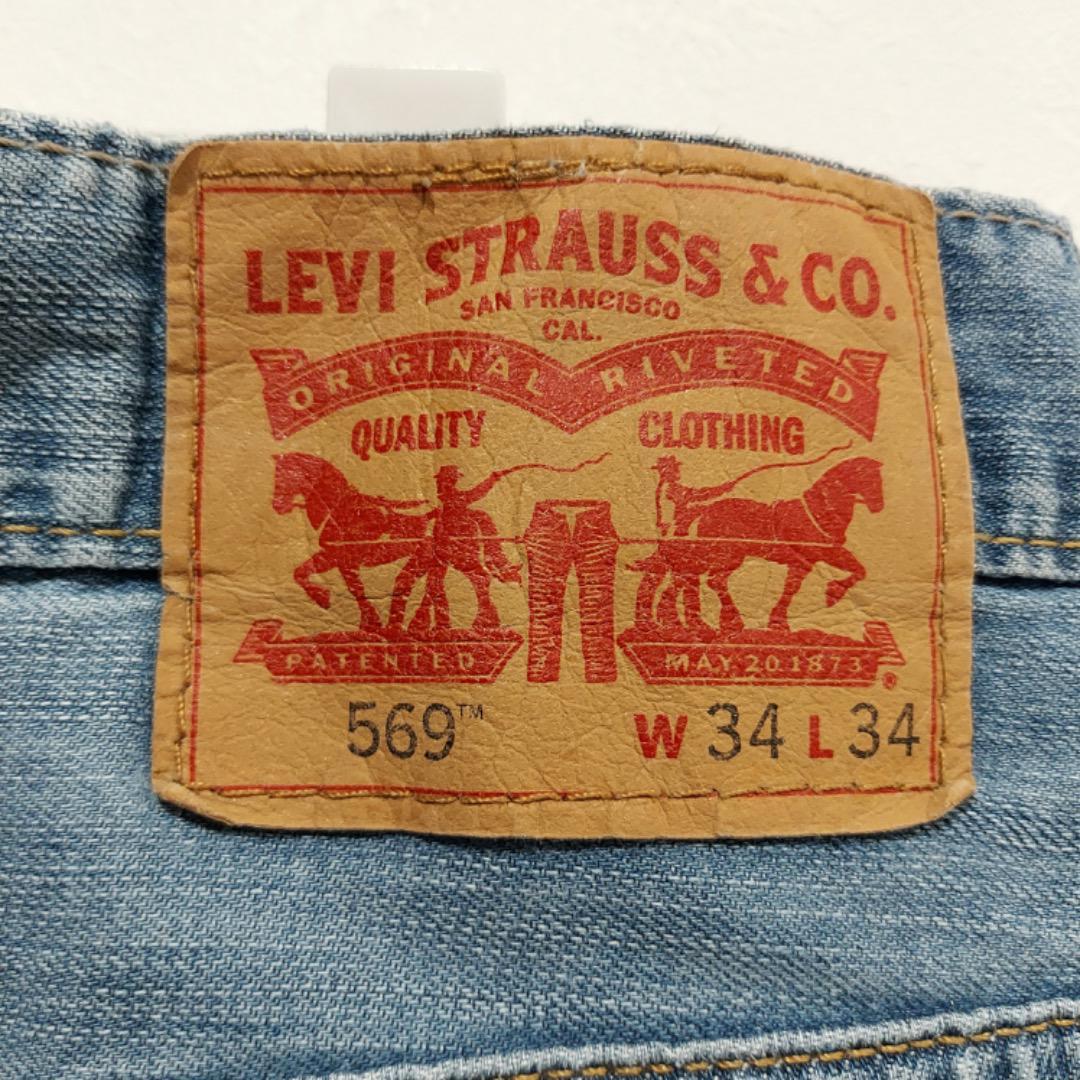 LEVI STRAUSS & CO.
SAN FRANCISCO
CAL.
ORIGINAL RIVETED
QUALITY CLOTHING
PATENTED MAY 20 1873 ®
569™ W 34 L 34